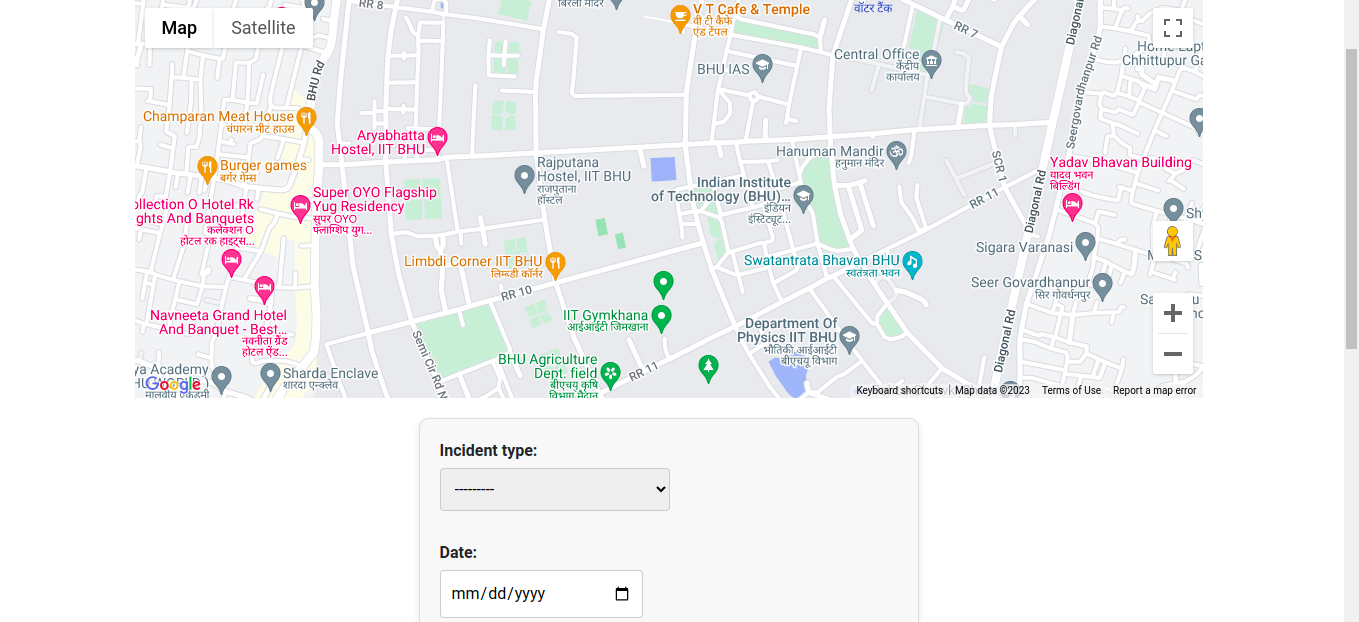 RR 8
Map
Satellite
V T Cafe & Temple
वी टी कैफे
एंड टेंपल
वॉटर टैंक
RR 7
Diagonal
BHU Rd
BHU IAS
Central Office
केंद्रीय
कार्यालय
Chhittupur Ga
Seergovardhanpur Rd
Champaran Meat House
चंपारन मीट हाउस
Aryabhatta
Hostel, IIT BHU
Burger games
बर्गर गेम्स
Rajputana
Hostel, IIT BHU
राजपुताना
हॉस्टल
Hanuman Mandir
हनुमान मंदिर
SCR 1
Yadav Bhavan Building
यादव भवन
बिल्डिंग
Super OYO Flagship
Yug Residency
सुपर OYO
फ्लाग्शिप युग...
Indian Institute
of Technology (BHU)...
इंडियन
इंस्टिट्यूट...
RR 11
Diagonal Rd
ollection O Hotel Rk
ghts And Banquets
कलेक्शन O
होटल रक हाइट्स...
Sh
Sigara Varanasi
Limbdi Corner IIT BHU
लिम्बडी कॉर्नर
Swatantrata Bhavan BHU
स्वतंत्रता भवन
Seer Govardhanpur
सिर गोवर्धनपुर
RR 10
Navneeta Grand Hotel
And Banquet - Best...
नवनीता ग्रैंड
होटल ऐंड...
IIT Gymkhana
आईआईटी जिमखाना
Department Of
Physics IIT BHU
भौतिकी आईआईटी
बीएचयू विभाग
Diagonal Rd
Semi Cir Rd N
BHU Agriculture
Dept. field
बीएचयू कृषि
विभाग मैदान
RR 11
ya Academy
Google
Sharda Enclave
शारदा एन्क्लेव
Keyboard shortcuts
Map data ©2023
Terms of Use
Report a map error
Incident type:
---------
Date:
mm/dd/yyyy